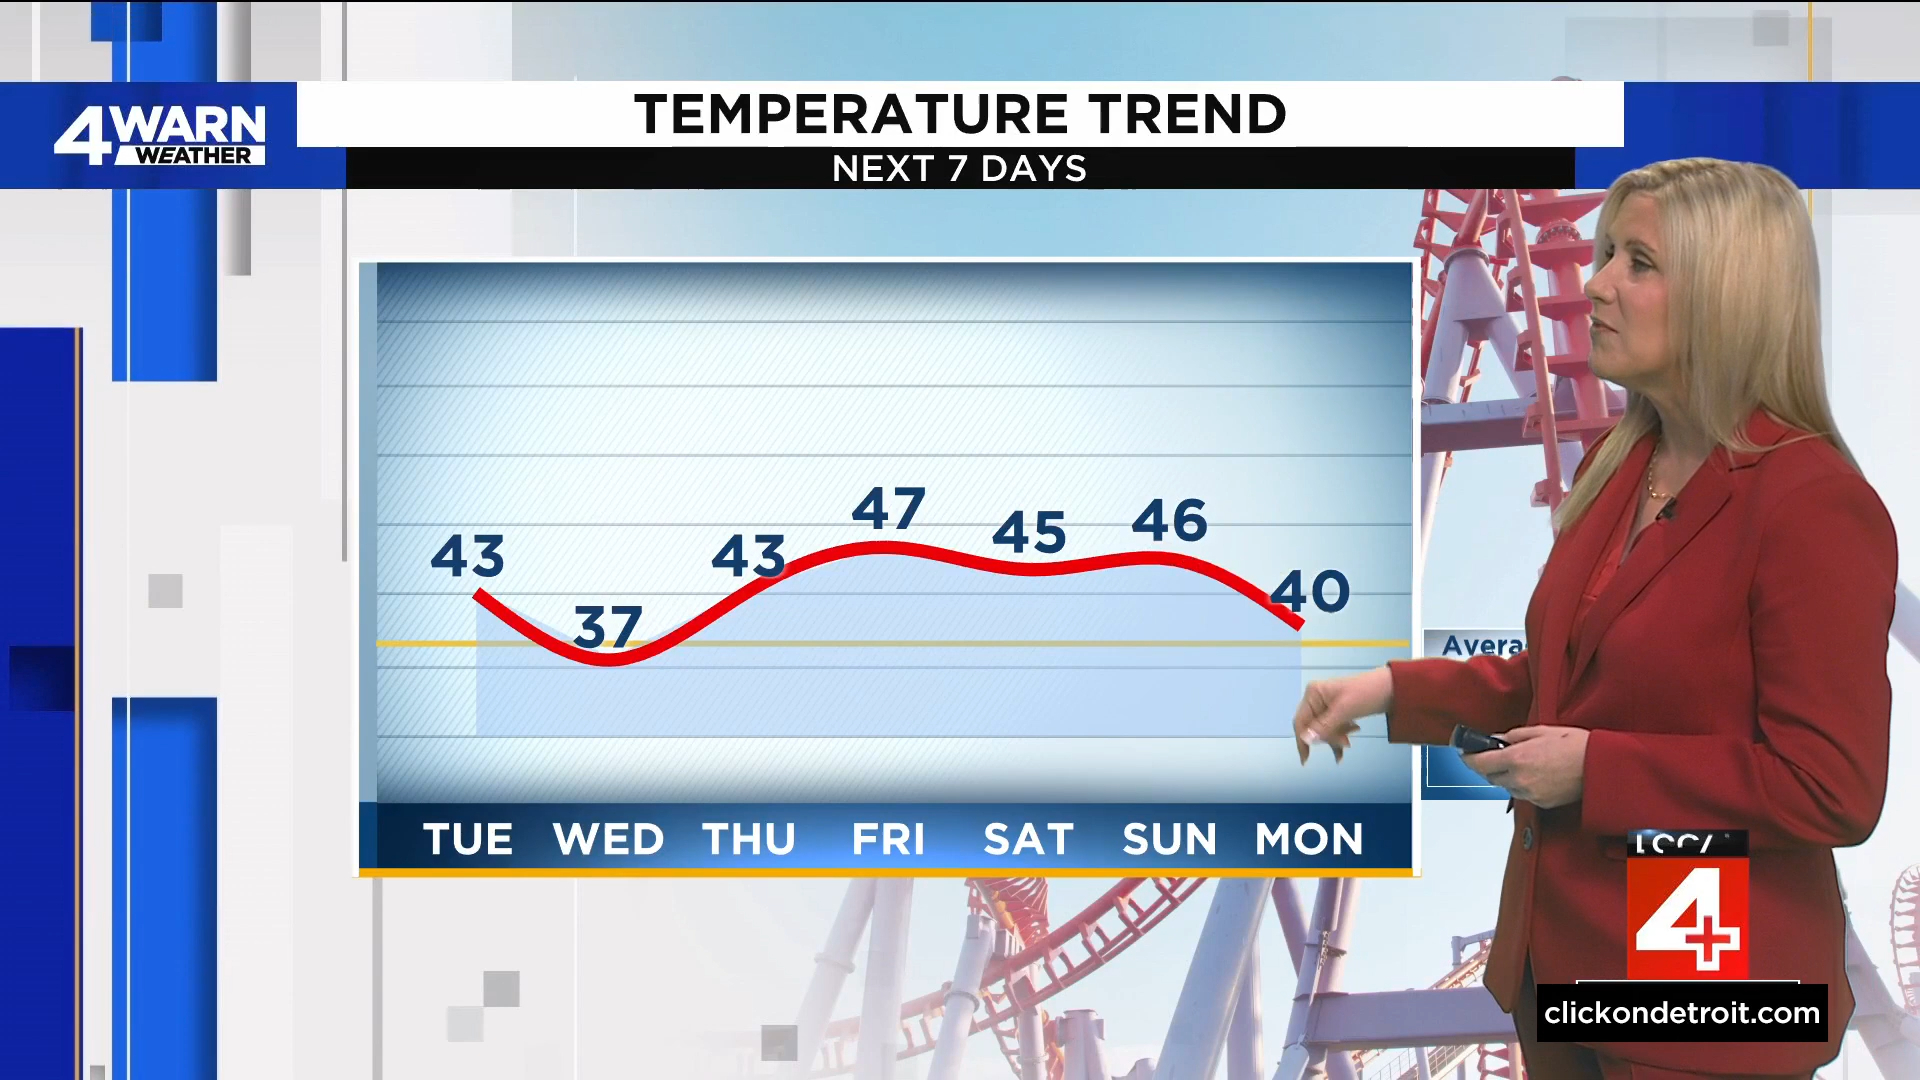 4WARN
WEATHER
TEMPERATURE TREND
NEXT 7 DAYS
43
37
43
47
45
46
40
TUE WED THU FRI SAT SUN MON
4
clickondetroit.com